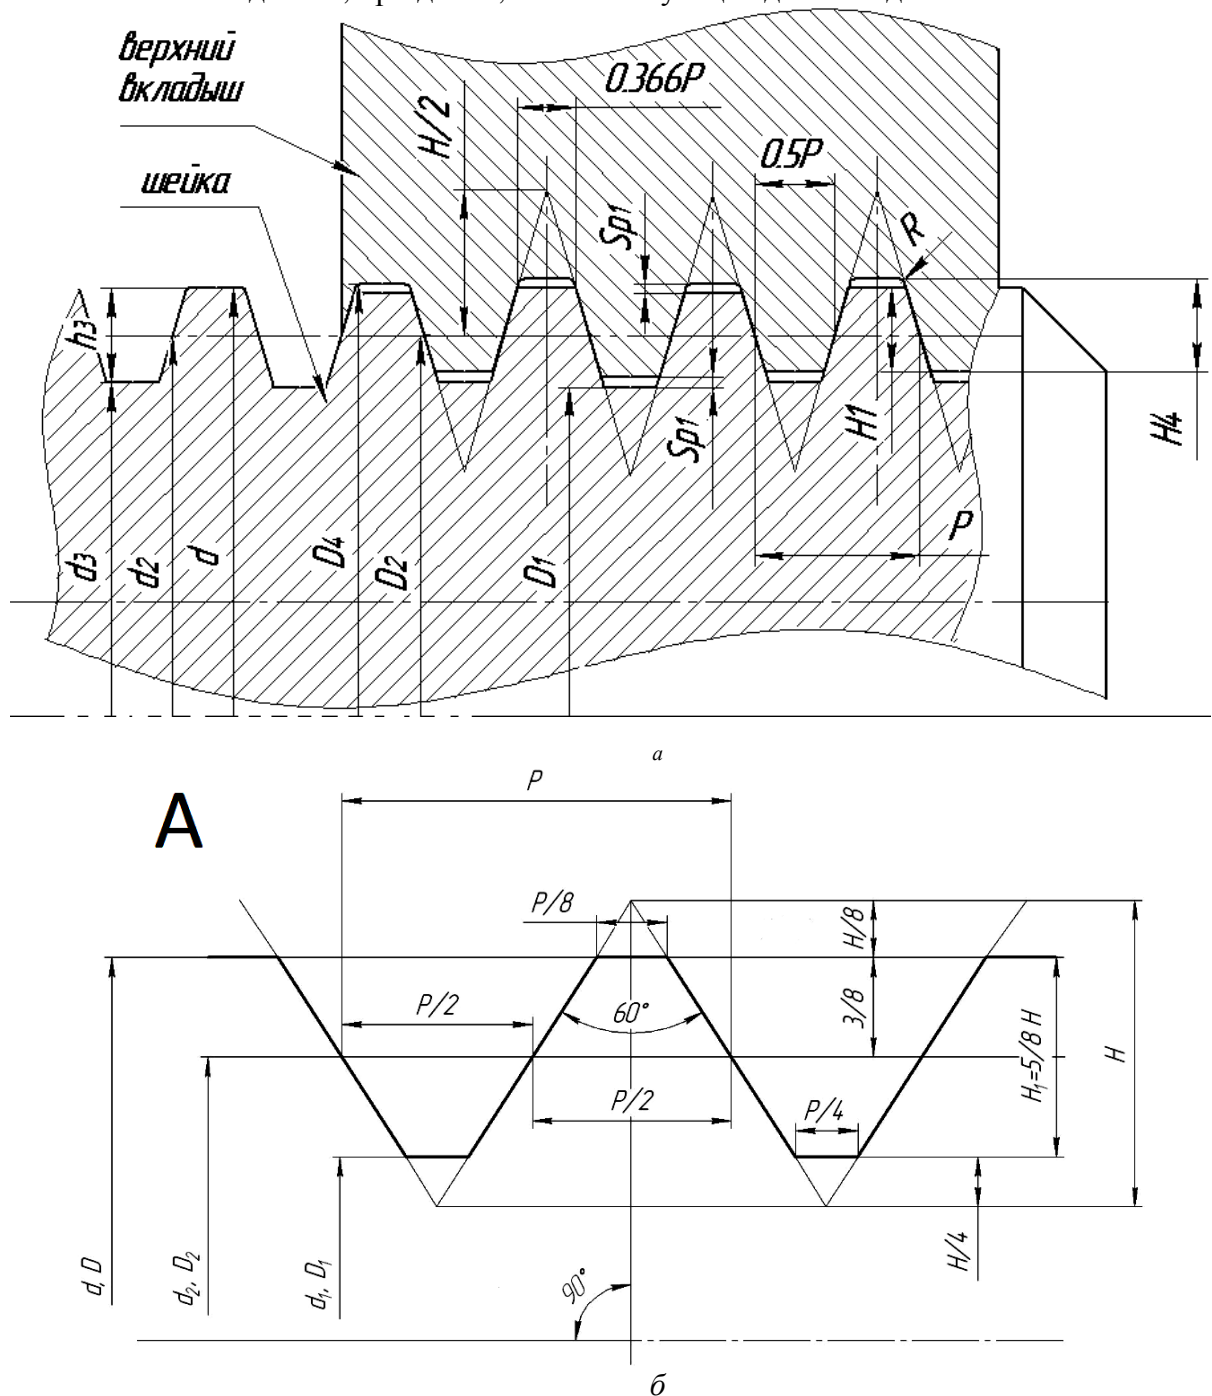 верхний
вкладыш
шейка
H/2
0.366P
0.5P
Sp1
R
h3
H1
H4
Sp1
P
d3
d2
d
D4
D2
D1
а
A
P
P/8
H/8
P/2
60°
3/8
H1=5/8 H
H
P/2
P/4
H/4
d, D
d2, D2
d1, D1
90°
б